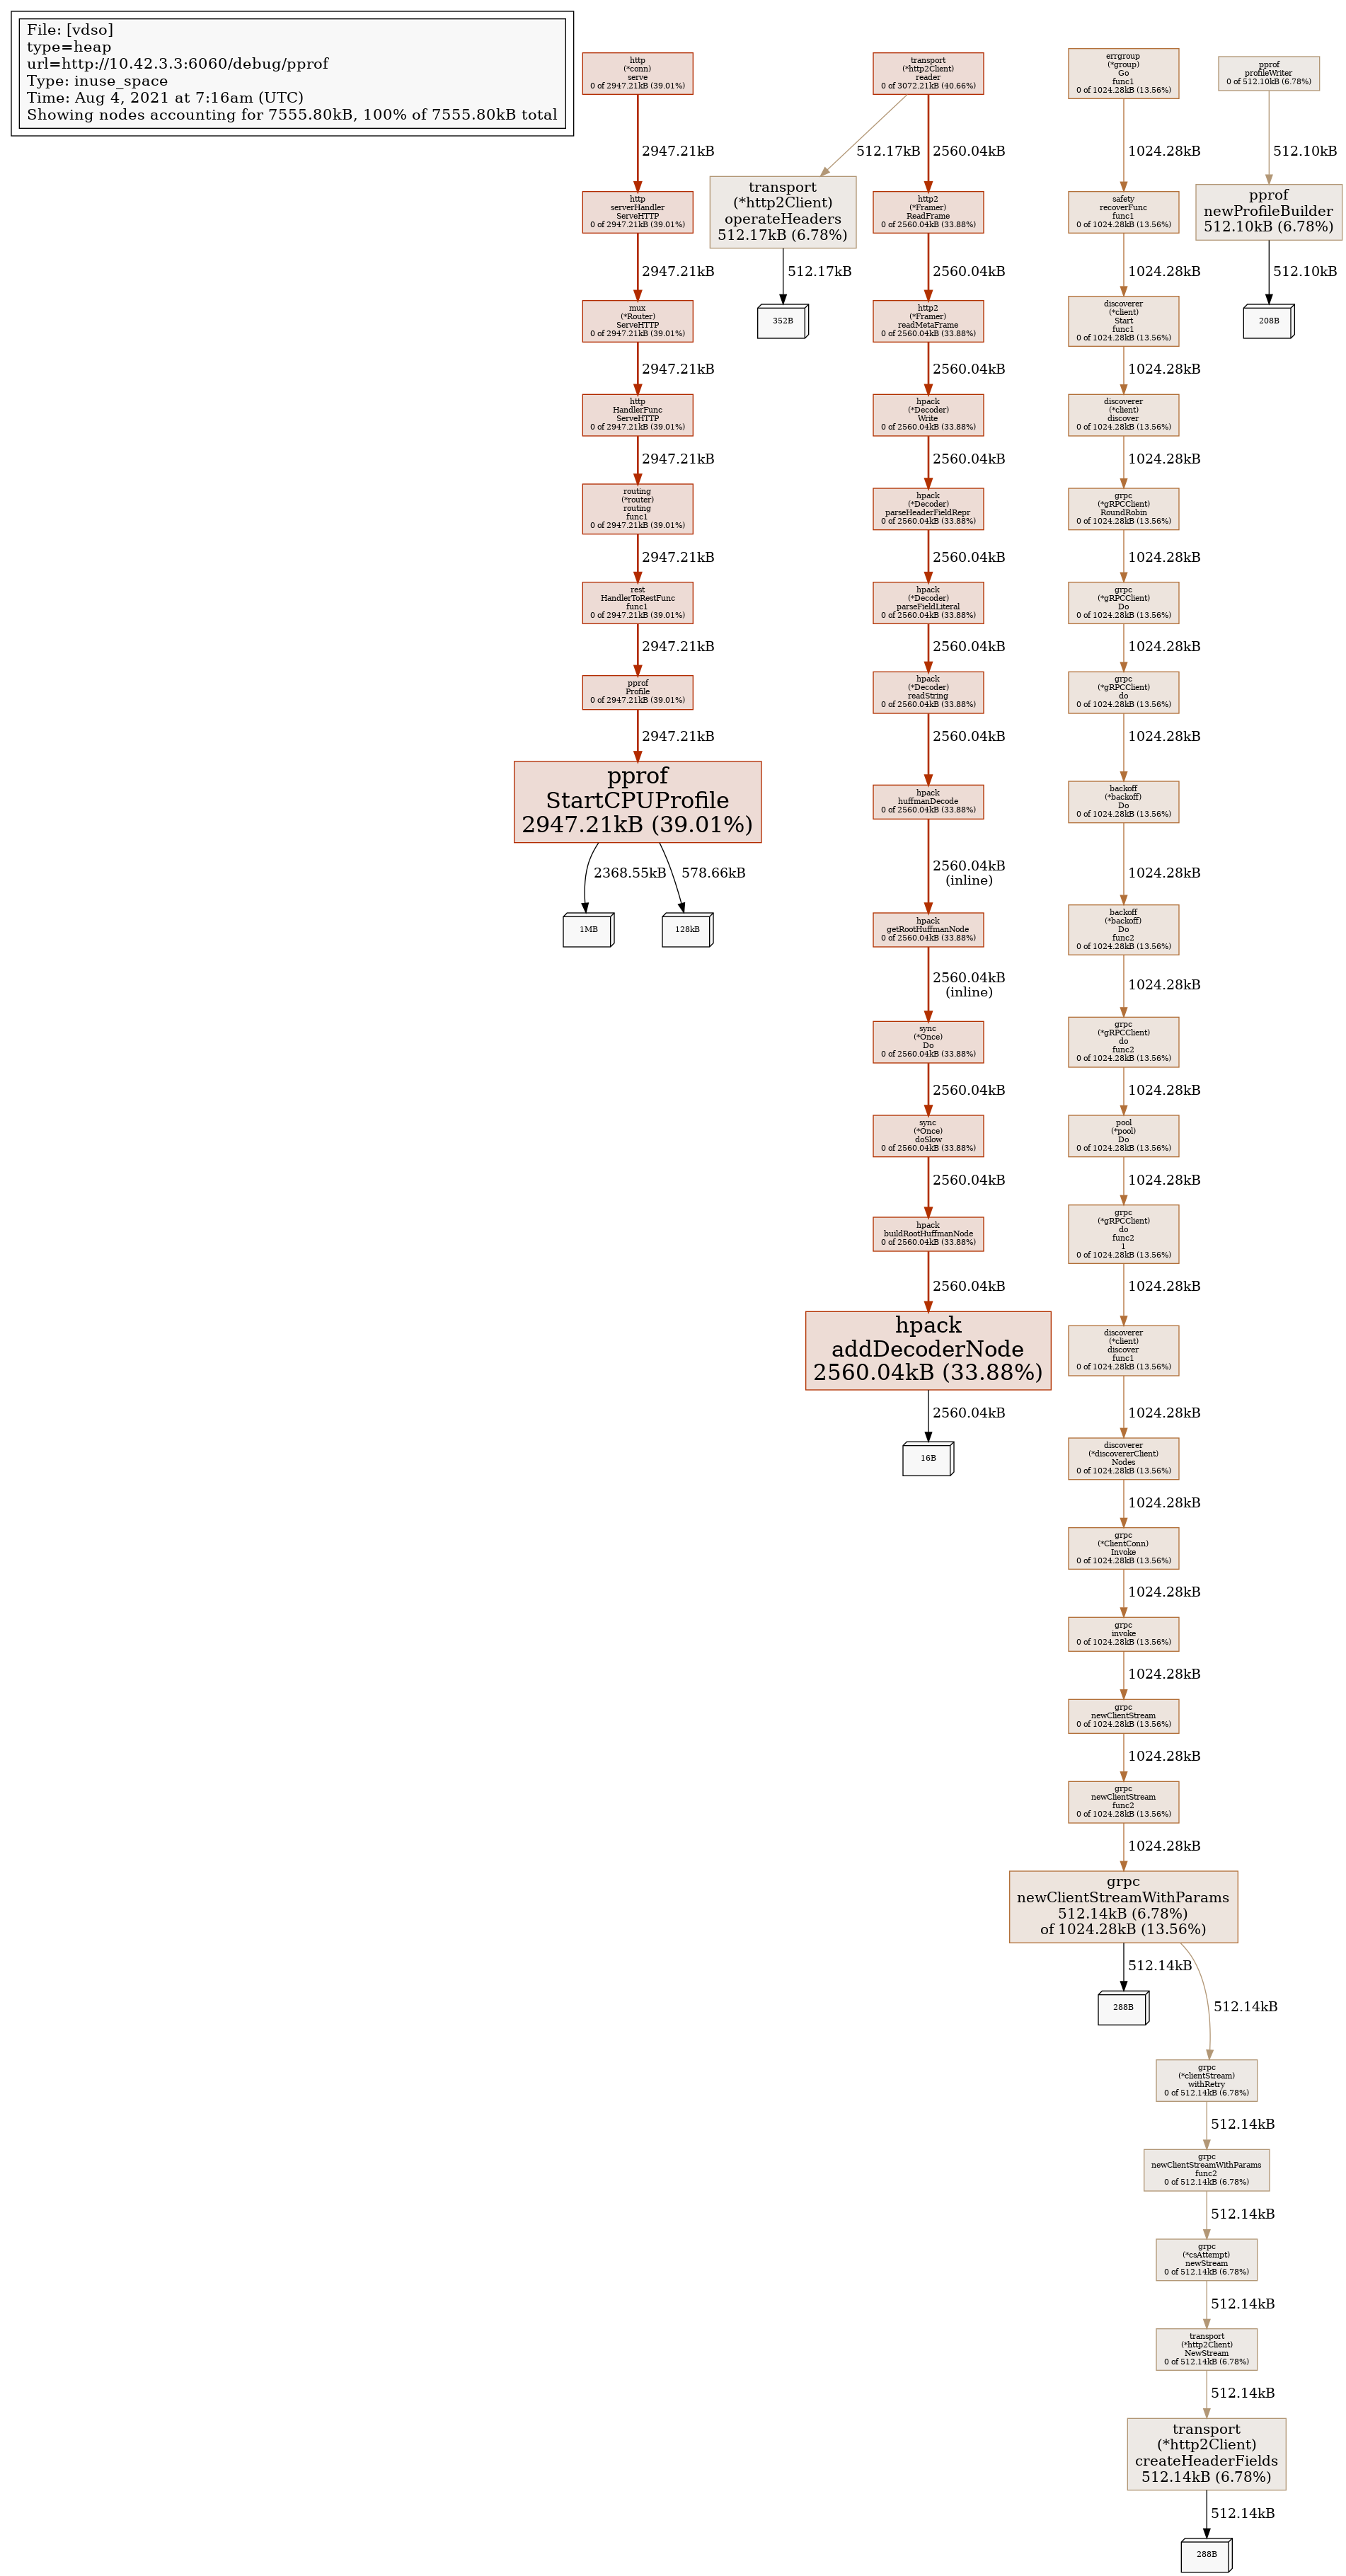 File: [vdso]
type=heap
url=http://10.42.3.3:6060/debug/pprof
Type: inuse_space
Time: Aug 4, 2021 at 7:16am (UTC)
Showing nodes accounting for 7555.80kB, 100% of 7555.80kB total
http
(*conn)
serve
0 of 2947.21kB (39.01%)
2947.21kB
http
serverHandler
ServeHTTP
0 of 2947.21kB (39.01%)
2947.21kB
mux
(*Router)
ServeHTTP
0 of 2947.21kB (39.01%)
2947.21kB
http
HandlerFunc
ServeHTTP
0 of 2947.21kB (39.01%)
2947.21kB
routing
(*router)
routing
func1
0 of 2947.21kB (39.01%)
2947.21kB
rest
HandlerToRestFunc
func1
0 of 2947.21kB (39.01%)
2947.21kB
pprof
Profile
0 of 2947.21kB (39.01%)
2947.21kB
pprof
StartCPUProfile
2947.21kB (39.01%)
2368.55kB
578.66kB
1MB
128kB
transport
(*http2Client)
reader
0 of 3072.21kB (40.66%)
512.17kB
2560.04kB
transport
(*http2Client)
operateHeaders
512.17kB (6.78%)
512.17kB
352B
http2
(*Framer)
ReadFrame
0 of 2560.04kB (33.88%)
2560.04kB
http2
(*Framer)
readMetaFrame
0 of 2560.04kB (33.88%)
2560.04kB
hpack
(*Decoder)
Write
0 of 2560.04kB (33.88%)
2560.04kB
hpack
(*Decoder)
parseHeaderFieldRepr
0 of 2560.04kB (33.88%)
2560.04kB
hpack
(*Decoder)
parseFieldLiteral
0 of 2560.04kB (33.88%)
2560.04kB
hpack
(*Decoder)
readString
0 of 2560.04kB (33.88%)
2560.04kB
hpack
huffmanDecode
0 of 2560.04kB (33.88%)
2560.04kB
(inline)
hpack
getRootHuffmanNode
0 of 2560.04kB (33.88%)
2560.04kB
(inline)
sync
(*Once)
Do
0 of 2560.04kB (33.88%)
2560.04kB
sync
(*Once)
doSlow
0 of 2560.04kB (33.88%)
2560.04kB
hpack
buildRootHuffmanNode
0 of 2560.04kB (33.88%)
2560.04kB
hpack
addDecoderNode
2560.04kB (33.88%)
2560.04kB
16B
errgroup
(*group)
Go
func1
0 of 1024.28kB (13.56%)
1024.28kB
safety
recoverFunc
func1
0 of 1024.28kB (13.56%)
1024.28kB
discoverer
(*client)
Start
func1
0 of 1024.28kB (13.56%)
1024.28kB
discoverer
(*client)
discover
0 of 1024.28kB (13.56%)
1024.28kB
grpc
(*gRPCClient)
RoundRobin
0 of 1024.28kB (13.56%)
1024.28kB
grpc
(*gRPCClient)
Do
0 of 1024.28kB (13.56%)
1024.28kB
grpc
(*gRPCClient)
do
0 of 1024.28kB (13.56%)
1024.28kB
backoff
(*backoff)
Do
0 of 1024.28kB (13.56%)
1024.28kB
backoff
(*backoff)
Do
func2
0 of 1024.28kB (13.56%)
1024.28kB
grpc
(*gRPCClient)
do
func2
0 of 1024.28kB (13.56%)
1024.28kB
pool
(*pool)
Do
0 of 1024.28kB (13.56%)
1024.28kB
grpc
(*gRPCClient)
do
func2
1
0 of 1024.28kB (13.56%)
1024.28kB
discoverer
(*client)
discover
func1
0 of 1024.28kB (13.56%)
1024.28kB
discoverer
(*discovererClient)
Nodes
0 of 1024.28kB (13.56%)
1024.28kB
grpc
(*ClientConn)
Invoke
0 of 1024.28kB (13.56%)
1024.28kB
grpc
invoke
0 of 1024.28kB (13.56%)
1024.28kB
grpc
newClientStream
0 of 1024.28kB (13.56%)
1024.28kB
grpc
newClientStream
func2
0 of 1024.28kB (13.56%)
1024.28kB
grpc
newClientStreamWithParams
512.14kB (6.78%)
of 1024.28kB (13.56%)
512.14kB
288B
512.14kB
grpc
(*clientStream)
withRetry
0 of 512.14kB (6.78%)
512.14kB
grpc
newClientStreamWithParams
func2
0 of 512.14kB (6.78%)
512.14kB
grpc
(*csAttempt)
newStream
0 of 512.14kB (6.78%)
512.14kB
transport
(*http2Client)
NewStream
0 of 512.14kB (6.78%)
512.14kB
transport
(*http2Client)
createHeaderFields
512.14kB (6.78%)
512.14kB
288B
pprof
profileWriter
0 of 512.10kB (6.78%)
512.10kB
pprof
newProfileBuilder
512.10kB (6.78%)
512.10kB
208B